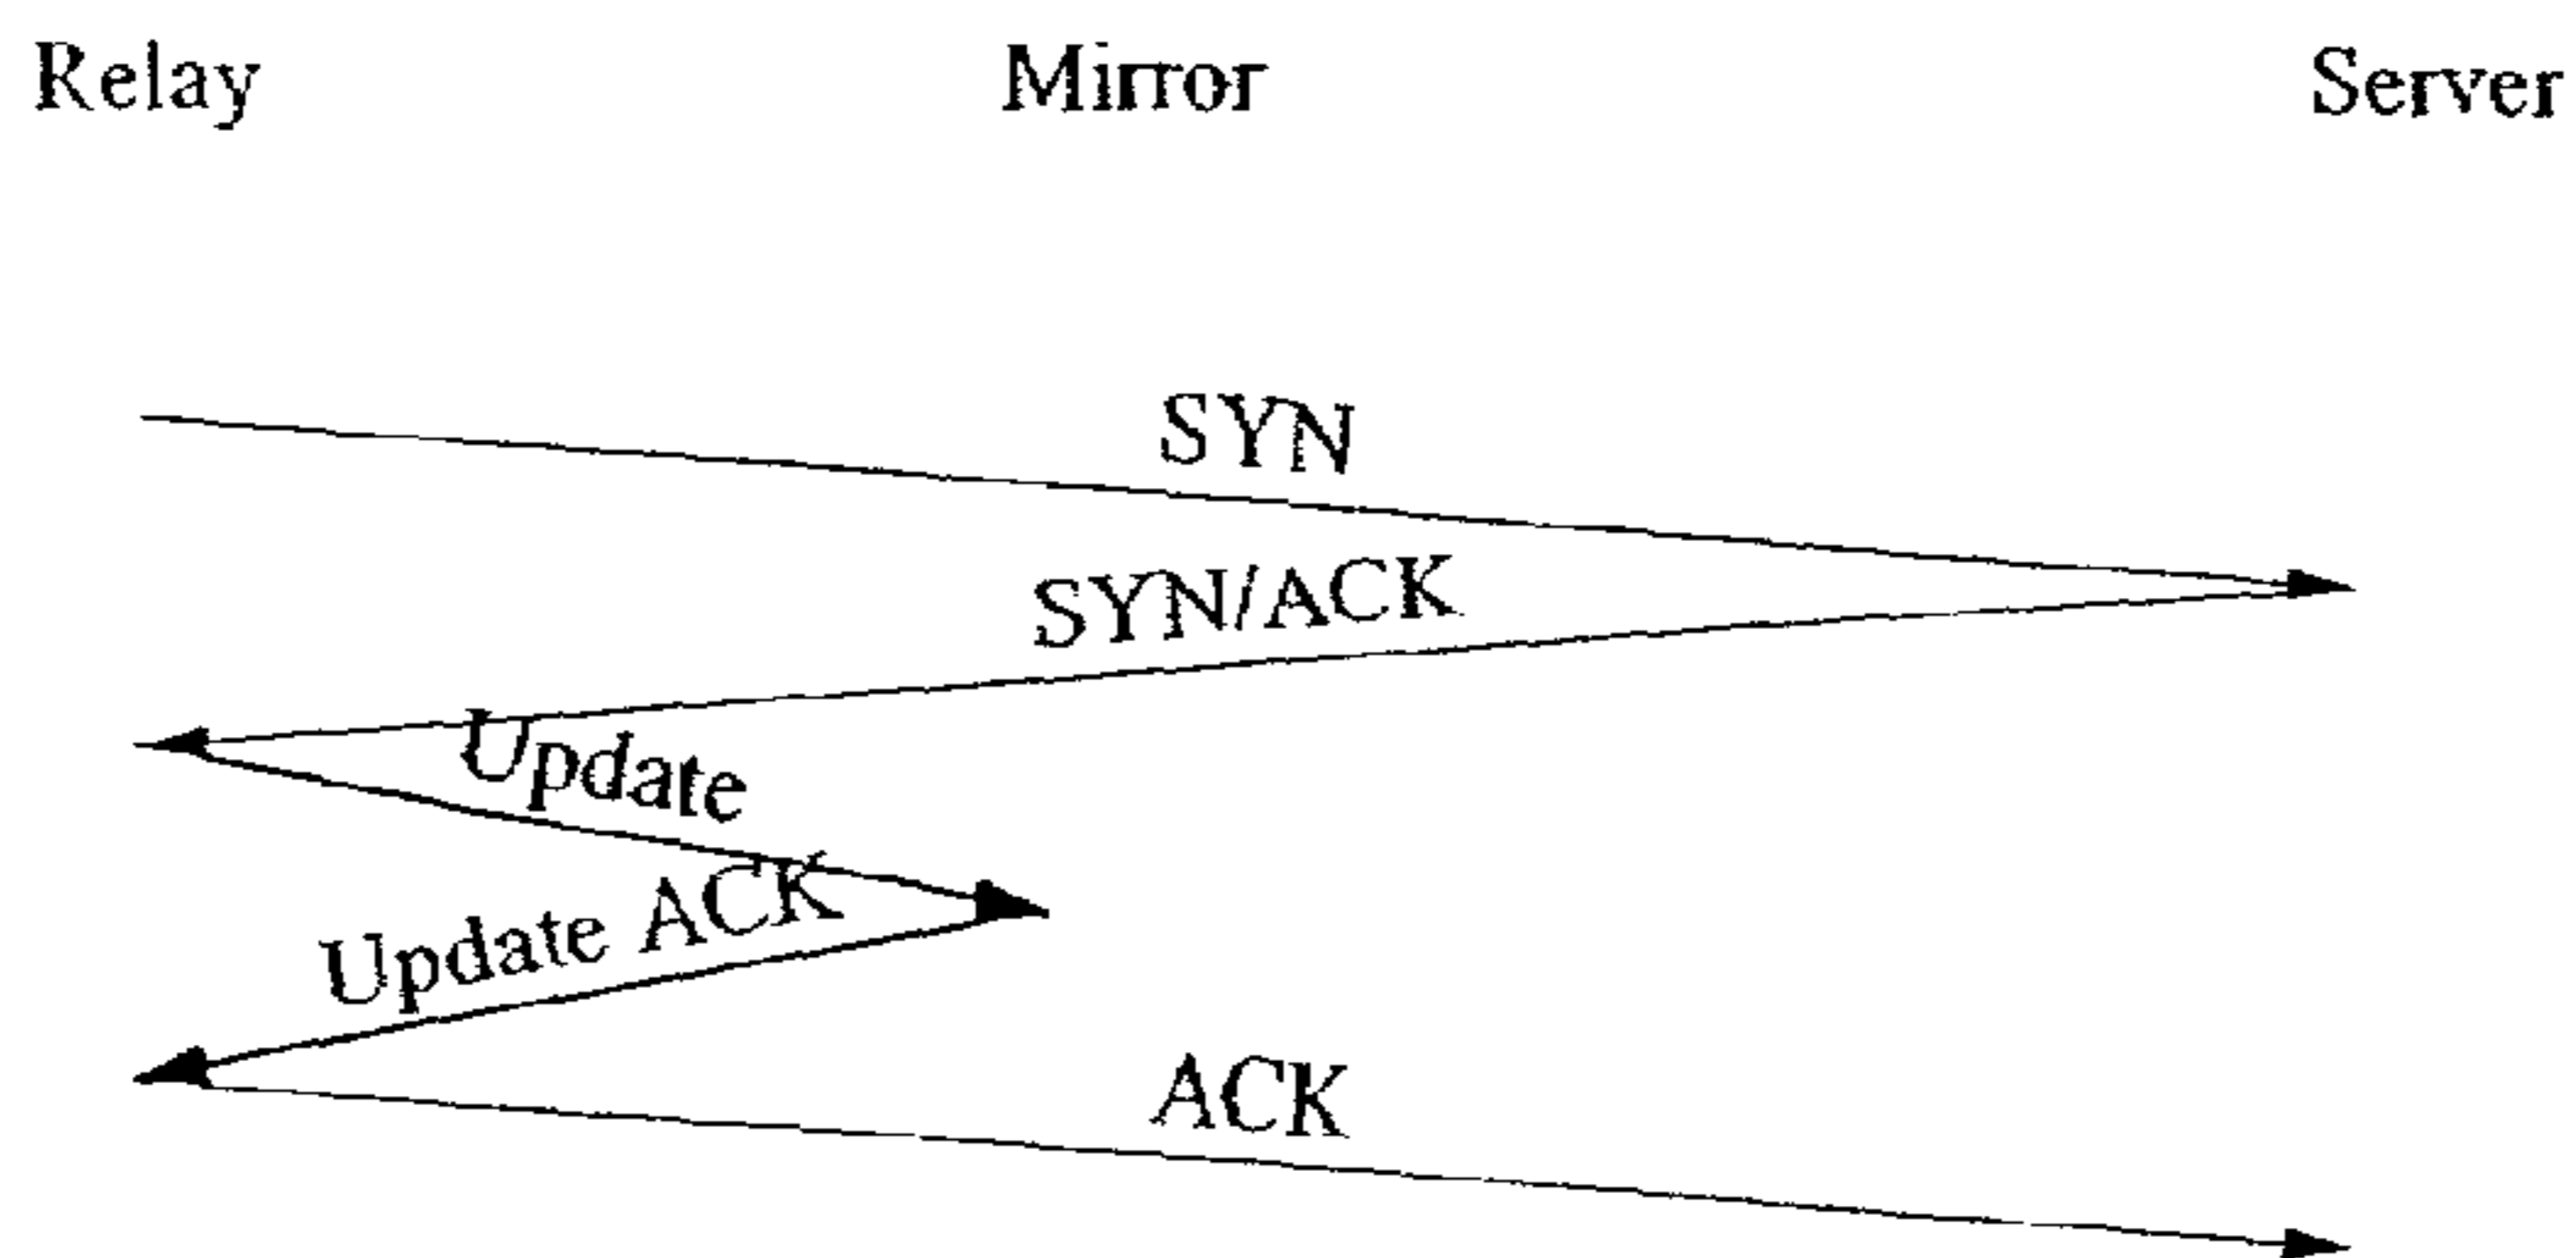 Relay Mirror Server
SYN
SYN/ACK
Update
Update ACK
ACK